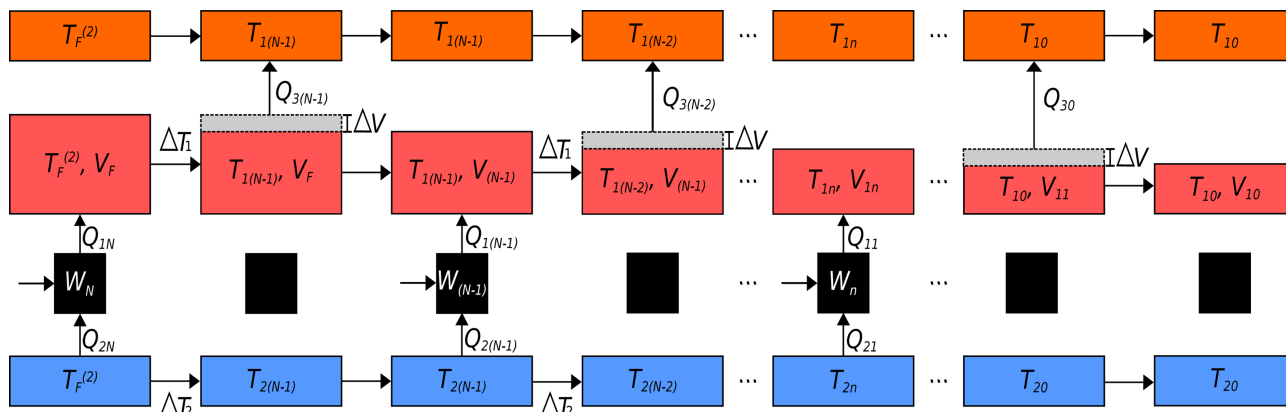 T_F^(2) T_1(N-1) T_1(N-1) T_1(N-2) ... T_1n ... T_10 T_10
Q_3(N-1) Q_3(N-2) Q_30
ΔV ΔV ΔV
ΔT_1 ΔT_1
T_F^(2), V_F T_1(N-1), V_F T_1(N-1), V_(N-1) T_1(N-2), V_(N-1) ... T_1n, V_1n ... T_10, V_11 T_10, V_10
Q_1N Q_1(N-1) Q_11
W_N W_(N-1) ... W_n ...
Q_2N Q_2(N-1) Q_21
T_F^(2) T_2(N-1) T_2(N-1) T_2(N-2) ... T_2n ... T_20 T_20
ΔT_2 ΔT_2